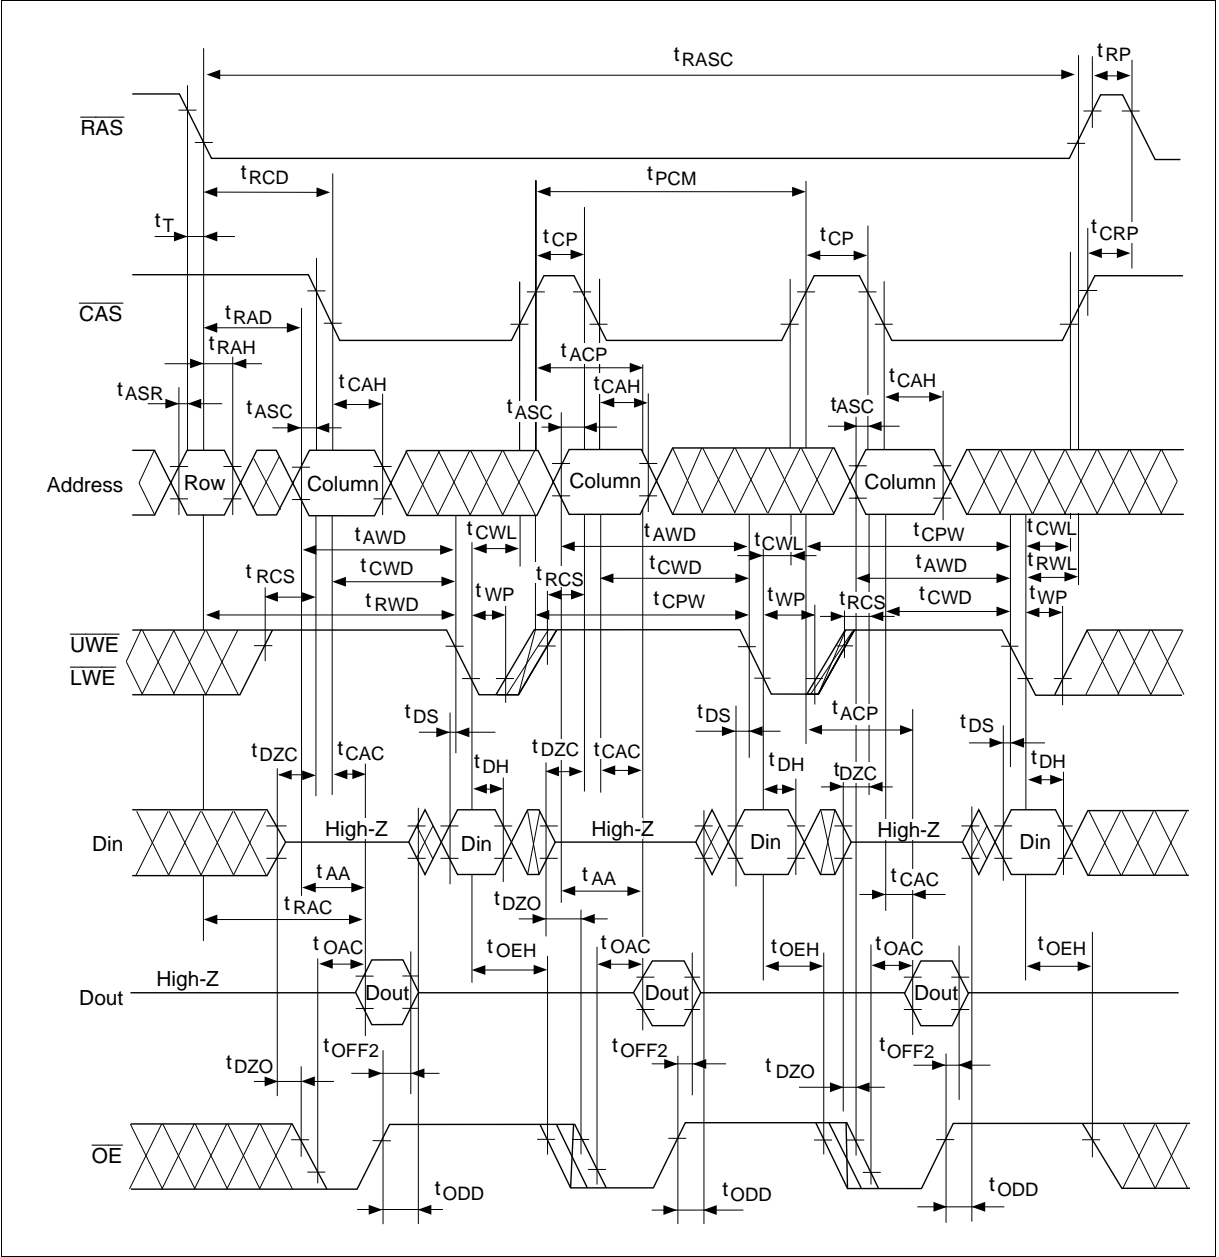 tRASC
tRP
RAS
tRCD
tPCM
tT
tCP
tCP
tCRP
CAS
tRAD
tRAH
tACP
tASR
tCAH
tCAH
tCAH
tASC
tASC
tASC
Address
Row
Column
Column
Column
tAWD
tCWL
tAWD
tCWL
tCPW
tCWL
tRCS
tCWD
tRCS
tCWD
tAWD
tRWL
tRWD
tWP
tCPW
tWP
tRCS
tCWD
tWP
UWE
LWE
tDS
tDS
tACP
tDS
tDZC
tCAC
tDZC
tCAC
tDH
tDH
tDZC
tDH
Din
High-Z
Din
High-Z
Din
High-Z
Din
tAA
tAA
tCAC
tRAC
tDZO
tOAC
tOEH
tOAC
tOEH
tOAC
tOEH
High-Z
Dout
Dout
Dout
Dout
tDZO
tOFF2
tOFF2
tDZO
tOFF2
OE
tODD
tODD
tODD